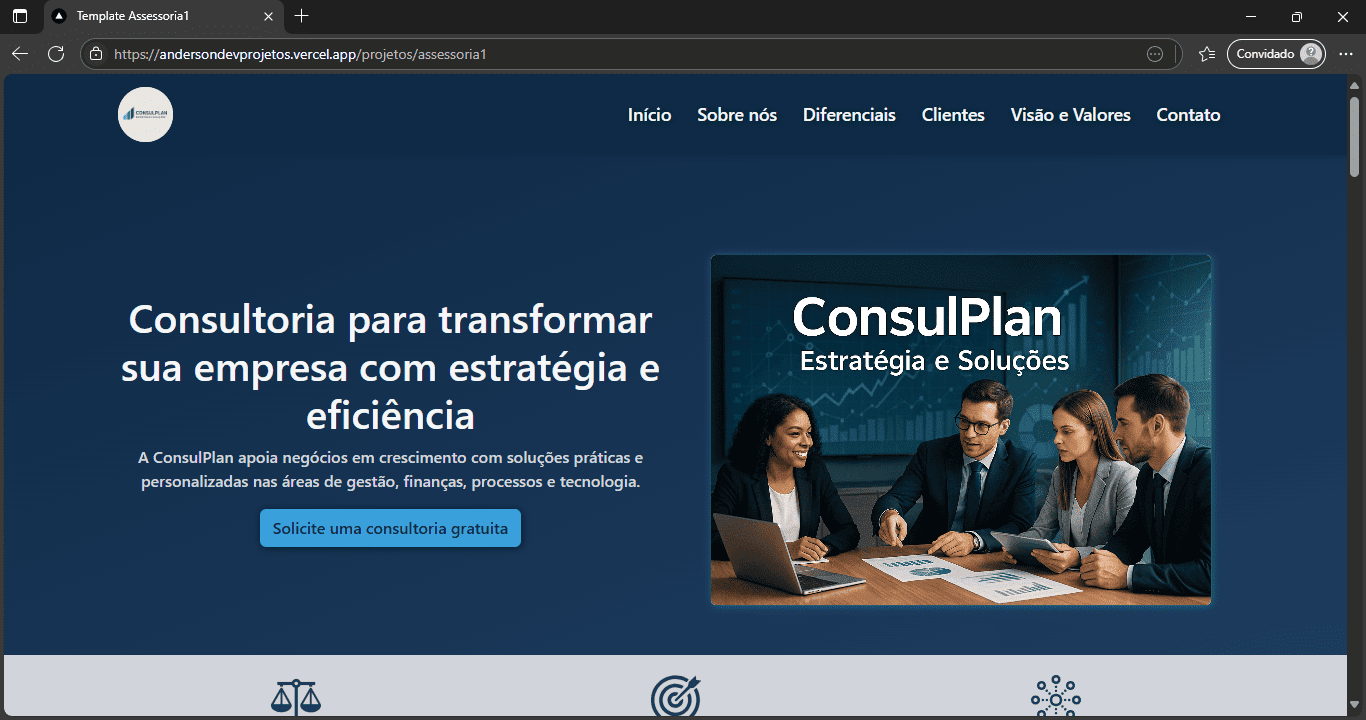 Template Assessoria1
https://andersondevprojetos.vercel.app/projetos/assessoria1
Convidado
CONSULPLAN
Início Sobre nós Diferenciais Clientes Visão e Valores Contato
Consultoria para transformar
sua empresa com estratégia e
eficiência
A ConsulPlan apoia negócios em crescimento com soluções práticas e
personalizadas nas áreas de gestão, finanças, processos e tecnologia.
Solicite uma consultoria gratuita
ConsulPlan
Estratégia e Soluções